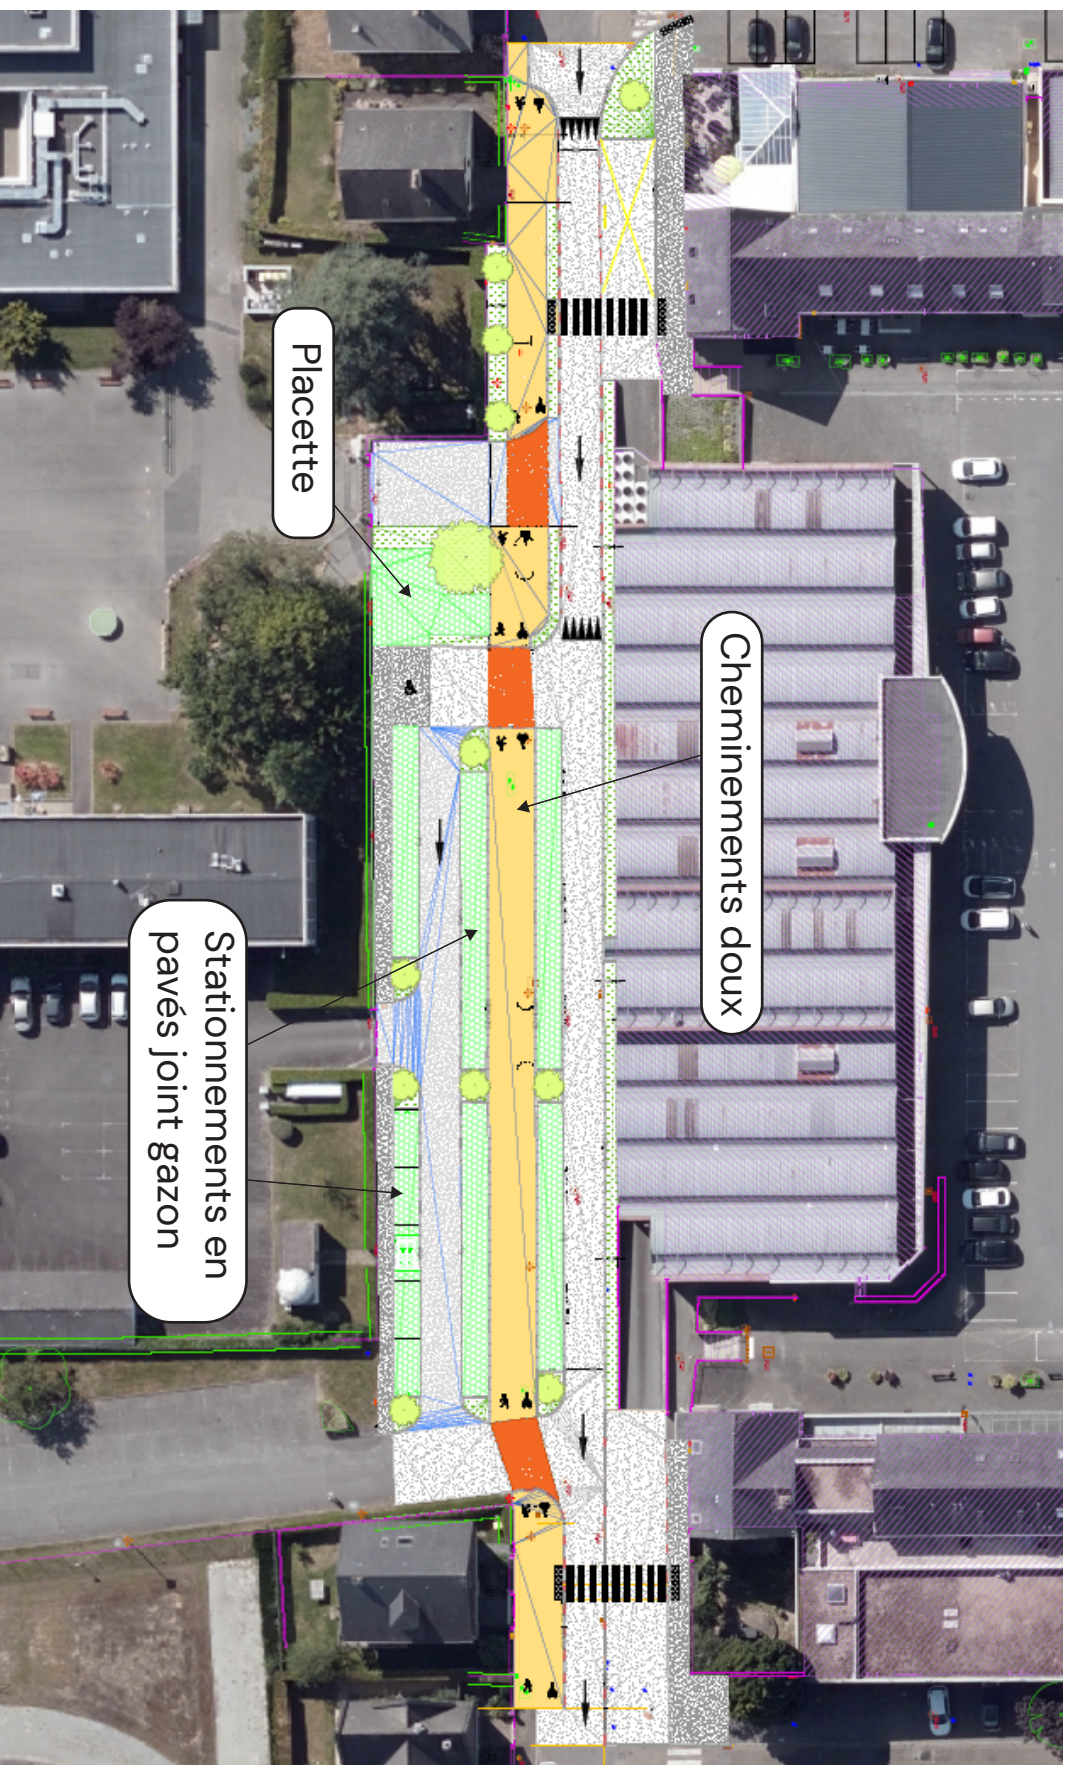 Placette
Cheminements doux
Stationnements en
pavés joint gazon